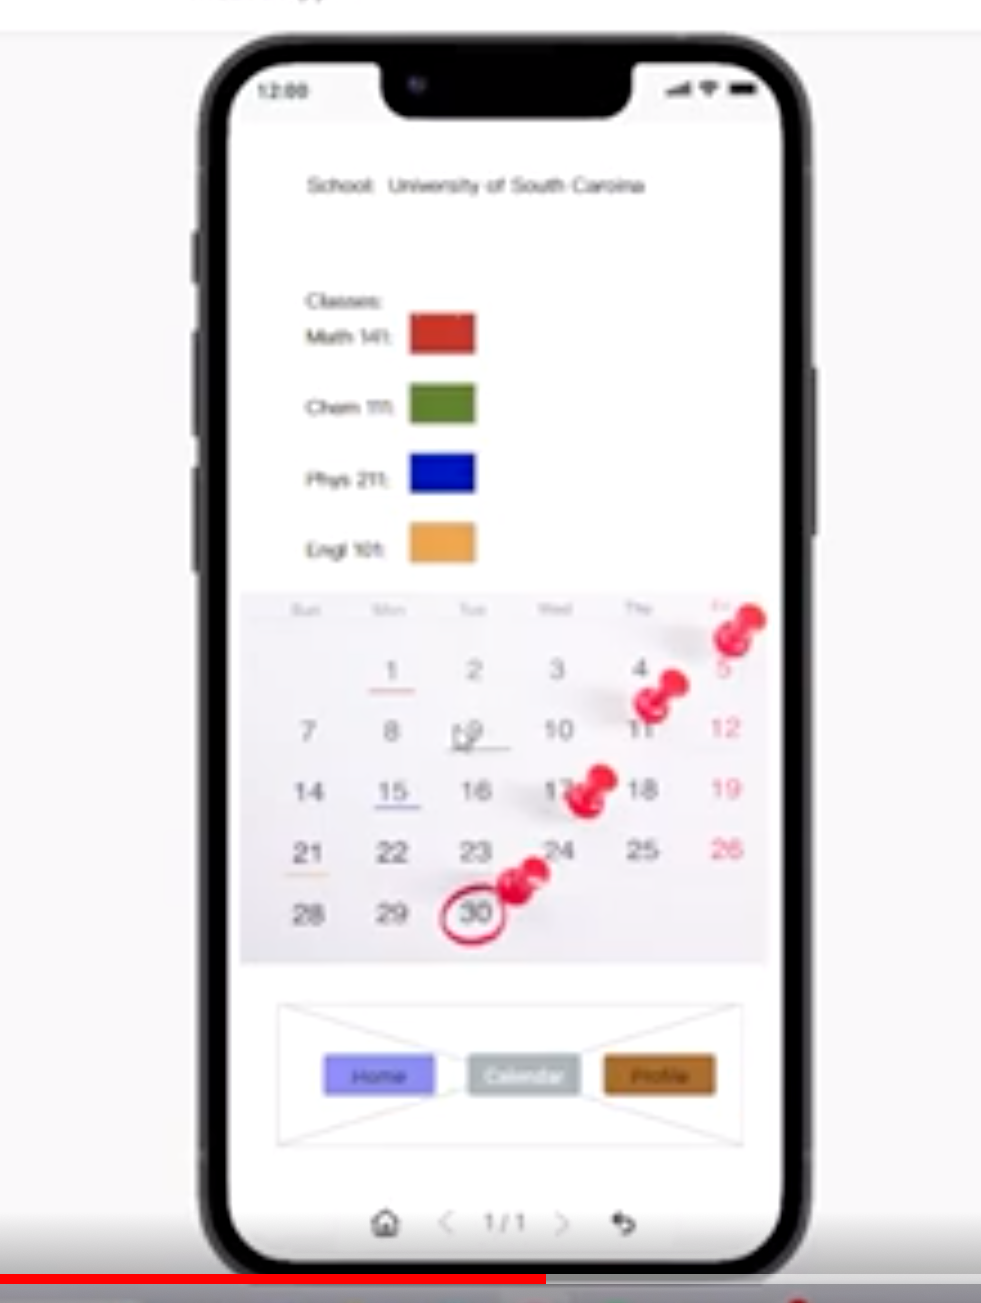 12:00
School: University of South Caroina
Classes:
Math 141:
Chem 111:
Phys 211:
Engl 101:
Sun Mon Tue Wed Thu
1 2 3 4 5
7 8 9 10 11 12
14 15 16 17 18 19
21 22 23 24 25 26
28 29 30
Home Calendar Profile
1/1